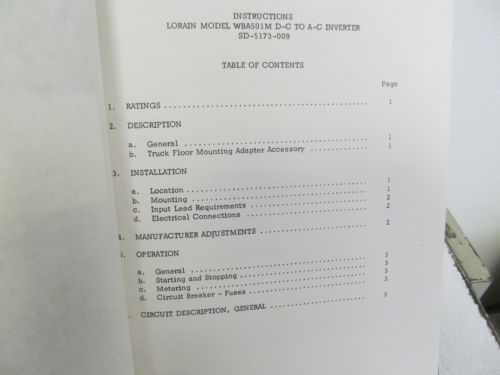 INSTRUCTIONS
LORAIN MODEL WBA501M D-C TO A-C INVERTER
SD-5173-009
TABLE OF CONTENTS
Page
1. RATINGS 1
2. DESCRIPTION
a. General 1
b. Truck Floor Mounting Adapter Accessory 1
3. INSTALLATION
a. Location 1
b. Mounting 1
c. Input Lead Requirements 2
d. Electrical Connections 2
4. MANUFACTURER ADJUSTMENTS 2
. OPERATION
a. General 3
b. Starting and Stopping 3
c. Metering 3
d. Circuit Breaker - Fuses 3
. CIRCUIT DESCRIPTION, GENERAL 3